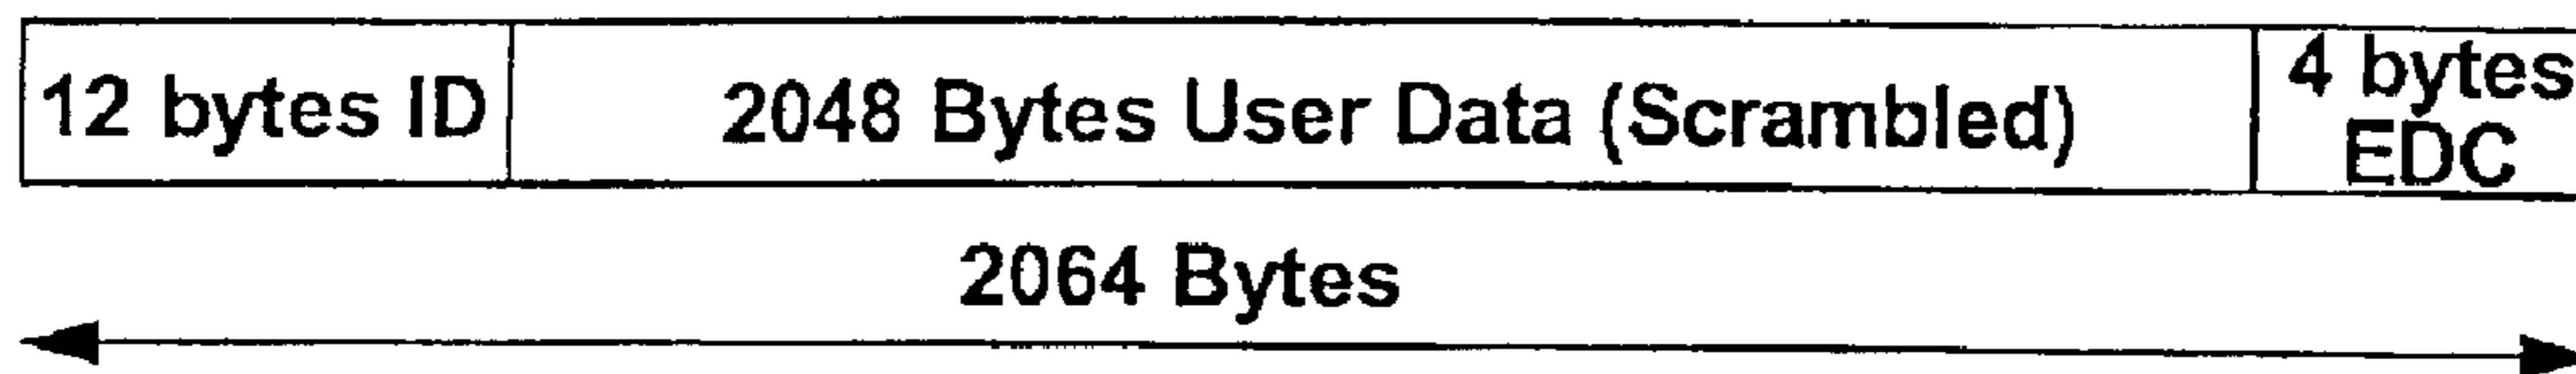 12 bytes ID
2048 Bytes User Data (Scrambled)
4 bytes
EDC
2064 Bytes